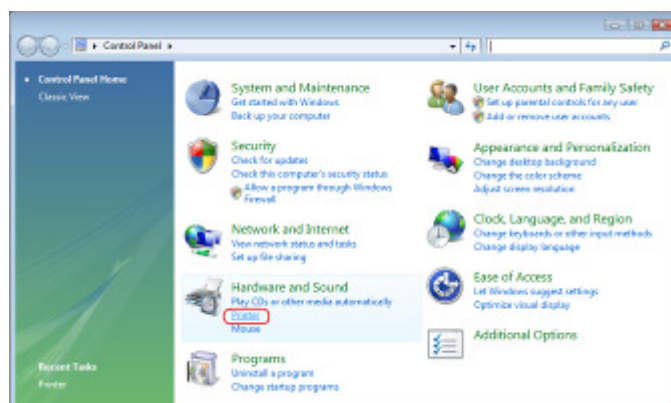 Control Panel
Control Panel Home
Classic View
System and Maintenance
Get started with Windows
Back up your computer
Security
Check for updates
Check this computer's security status
Allow a program through Windows
Firewall
Network and Internet
View network status and tasks
Set up file sharing
Hardware and Sound
Play CDs or other media automatically
Printer
Mouse
Programs
Uninstall a program
Change startup programs
User Accounts and Family Safety
Set up parental controls for any user
Add or remove user accounts
Appearance and Personalization
Change desktop background
Change the color scheme
Adjust screen resolution
Clock, Language, and Region
Change keyboards or other input methods
Change display language
Ease of Access
Let Windows suggest settings
Optimize visual display
Additional Options
Recent Tasks
Printer